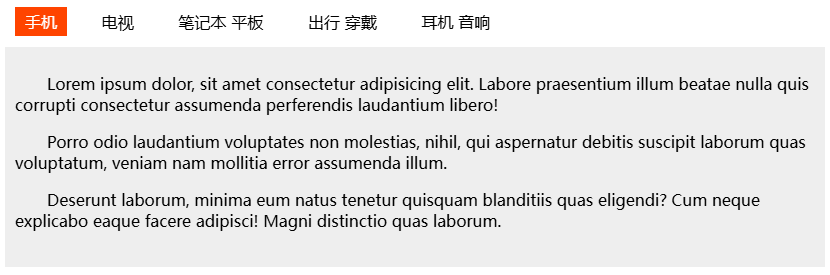 手机 电视 笔记本 平板 出行 穿戴 耳机 音响
Lorem ipsum dolor, sit amet consectetur adipisicing elit. Labore praesentium illum beatae nulla quis
corrupti consectetur assumenda perferendis laudantium libero!
Porro odio laudantium voluptates non molestias, nihil, qui aspernatur debitis suscipit laborum quas
voluptatum, veniam nam mollitia error assumenda illum.
Deserunt laborum, minima eum natus tenetur quisquam blanditiis quas eligendi? Cum neque
explicabo eaque facere adipisci! Magni distinctio quas laborum.